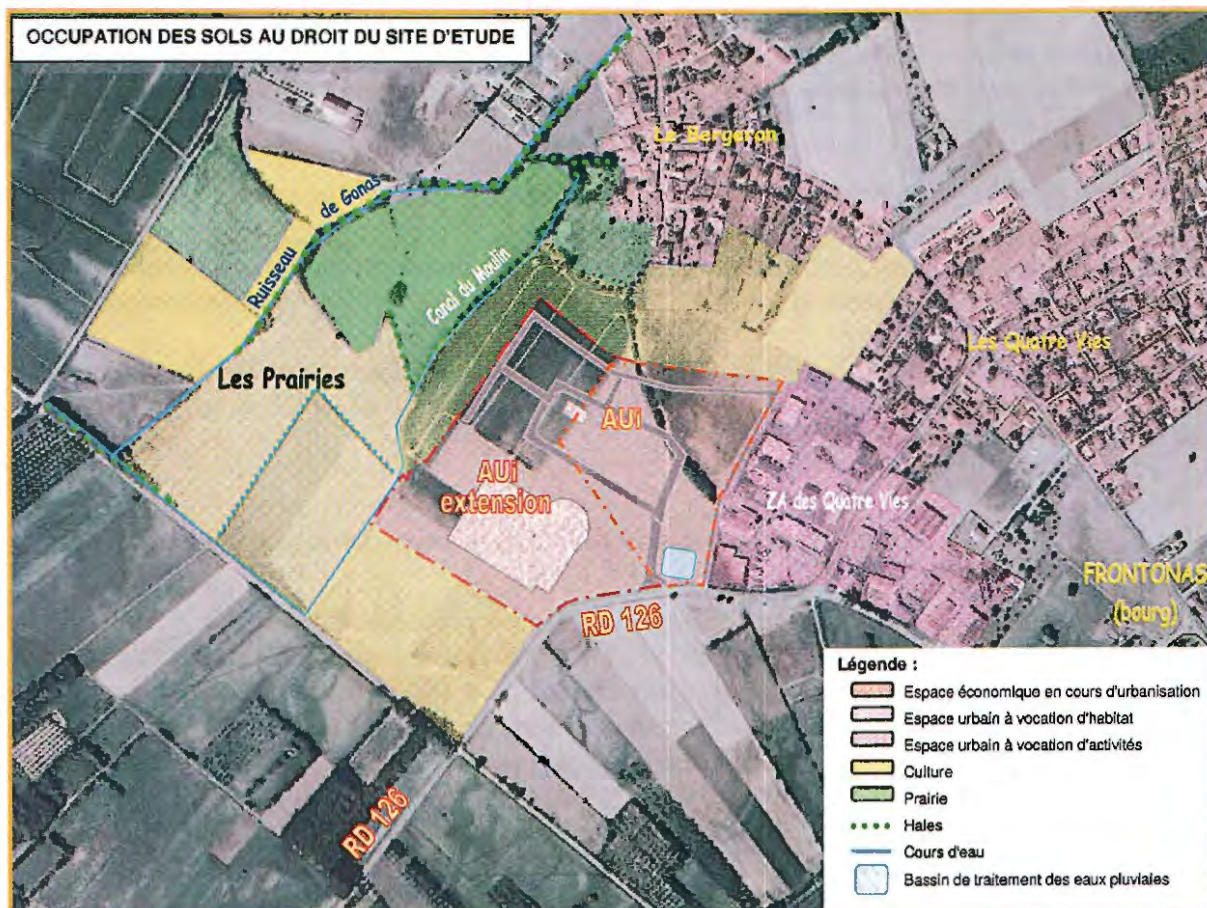 OCCUPATION DES SOLS AU DROIT DU SITE D'ETUDE
Le Bergeron
Ruisseau de Gonas
Canal du Moulin
Les Quatre Vies
Les Prairies
AUi
AUi
extension
ZA des Quatre Vies
FRONTONAS
(bourg)
RD 126
RD 126
Légende :
Espace économique en cours d'urbanisation
Espace urbain à vocation d'habitat
Espace urbain à vocation d'activités
Culture
Prairie
Haies
Cours d'eau
Bassin de traitement des eaux pluviales